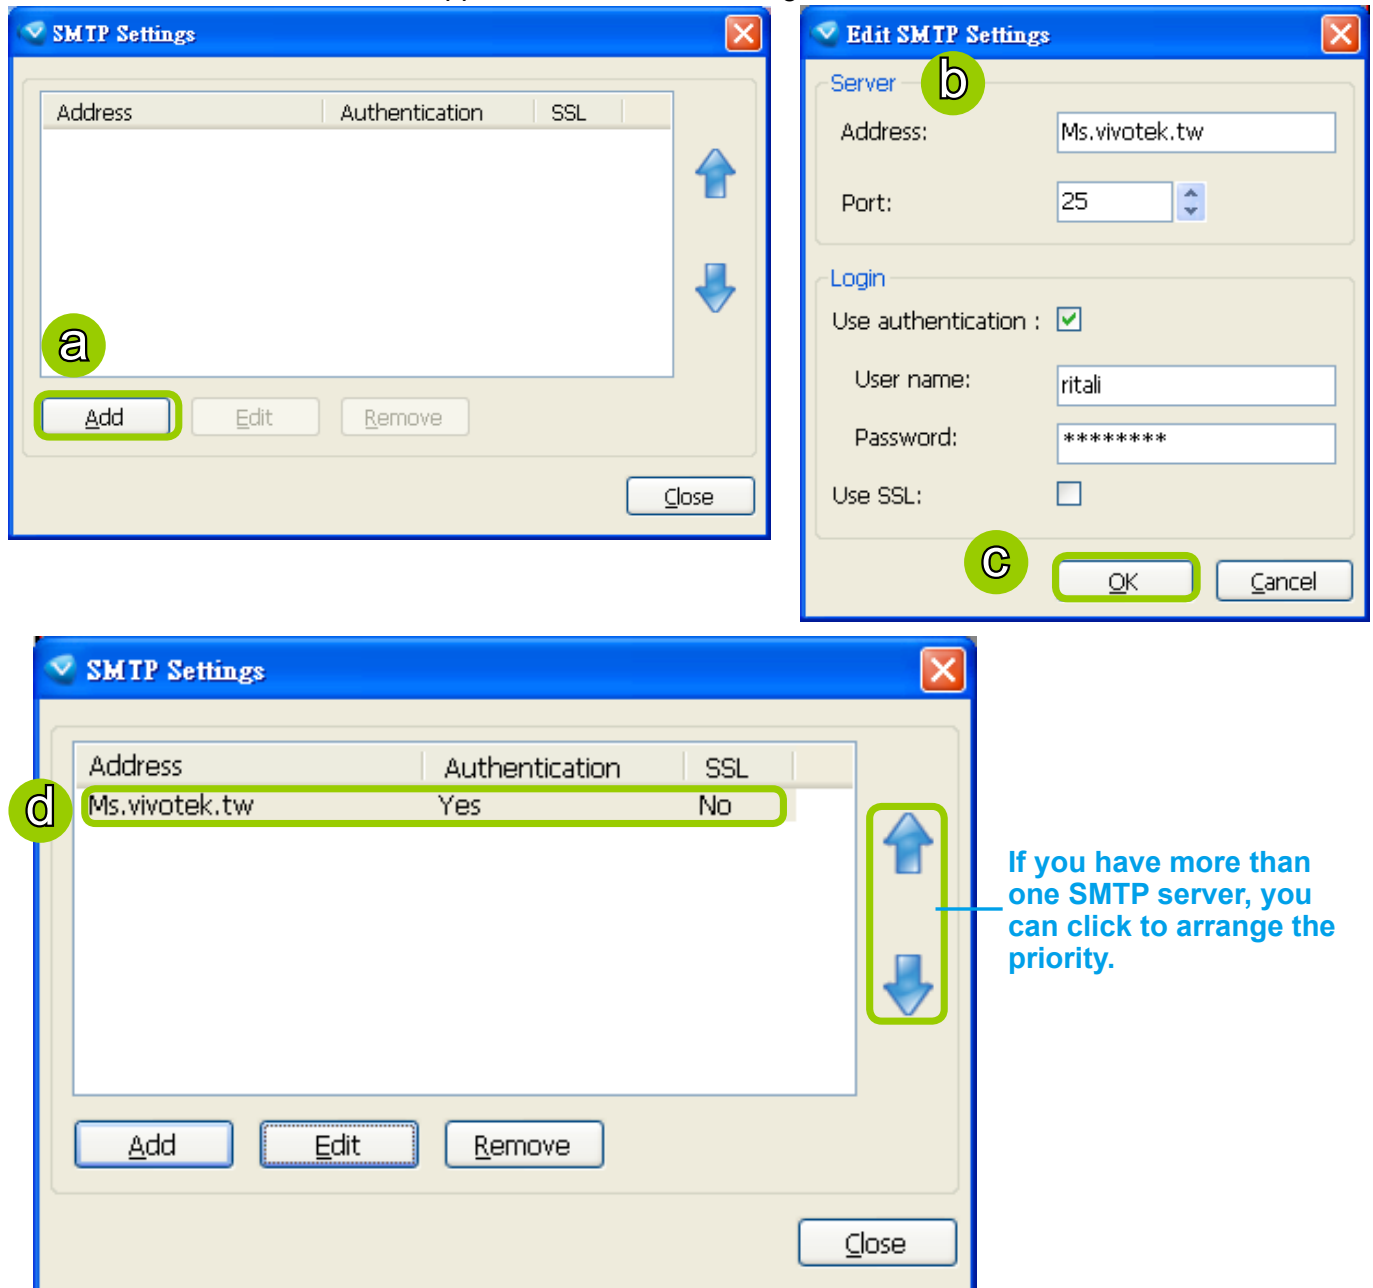 SMTP Settings
Address Authentication SSL
a
Add Edit Remove
Close
Edit SMTP Settings
b
Server
Address: Ms.vivotek.tw
Port: 25
Login
Use authentication :
User name: ritali
Password: ********
Use SSL:
c
OK Cancel
SMTP Settings
Address Authentication SSL
d
Ms.vivotek.tw Yes No
If you have more than
one SMTP server, you
can click to arrange the
priority.
Add Edit Remove
Close